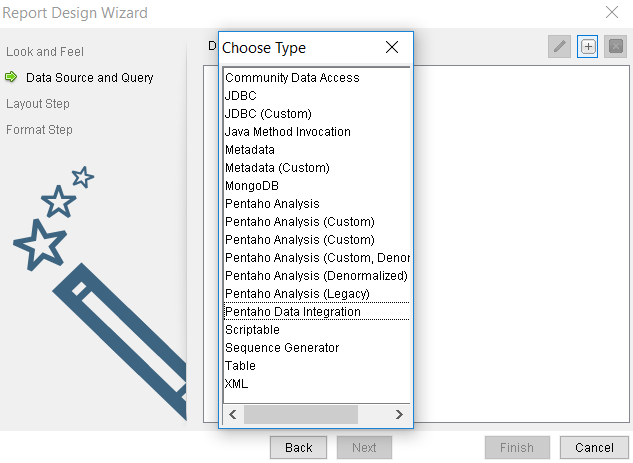 Report Design Wizard
Look and Feel
Data Source and Query
Layout Step
Format Step
D
Choose Type
Community Data Access
JDBC
JDBC (Custom)
Java Method Invocation
Metadata
Metadata (Custom)
MongoDB
Pentaho Analysis
Pentaho Analysis (Custom)
Pentaho Analysis (Custom)
Pentaho Analysis (Custom, Denor
Pentaho Analysis (Denormalized)
Pentaho Analysis (Legacy)
Pentaho Data Integration
Scriptable
Sequence Generator
Table
XML
Back
Next
Finish
Cancel